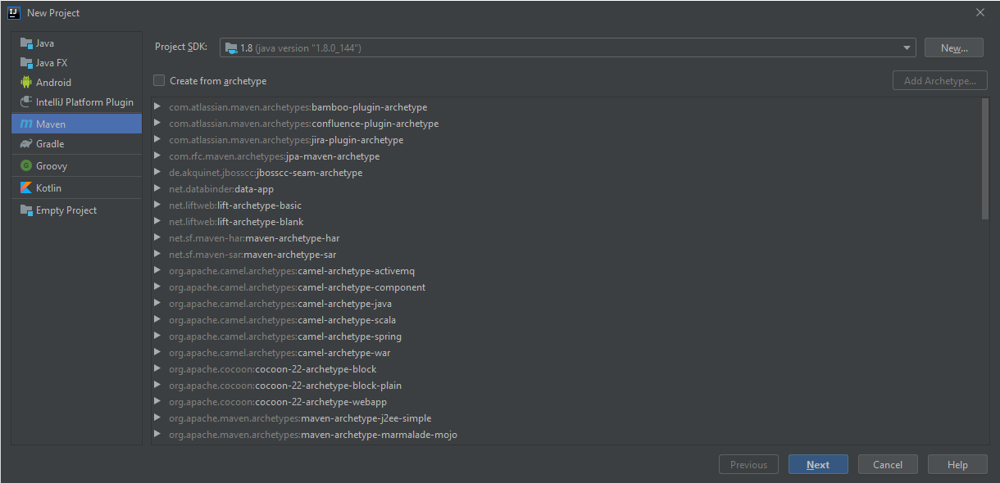 New Project
Java
Java FX
Android
IntelliJ Platform Plugin
Maven
Gradle
Groovy
Kotlin
Empty Project
Project SDK: 1.8 (java version "1.8.0_144") New...
Create from archetype Add Archetype...
com.atlassian.maven.archetypes:bamboo-plugin-archetype
com.atlassian.maven.archetypes:confluence-plugin-archetype
com.atlassian.maven.archetypes:jira-plugin-archetype
com.rfc.maven.archetypes:jpa-maven-archetype
de.akquinet.jbosscc:jbosscc-seam-archetype
net.databinder:data-app
net.liftweb:lift-archetype-basic
net.liftweb:lift-archetype-blank
net.sf.maven-har:maven-archetype-har
net.sf.maven-sar:maven-archetype-sar
org.apache.camel.archetypes:camel-archetype-activemq
org.apache.camel.archetypes:camel-archetype-component
org.apache.camel.archetypes:camel-archetype-java
org.apache.camel.archetypes:camel-archetype-scala
org.apache.camel.archetypes:camel-archetype-spring
org.apache.camel.archetypes:camel-archetype-war
org.apache.cocoon:cocoon-22-archetype-block
org.apache.cocoon:cocoon-22-archetype-block-plain
org.apache.cocoon:cocoon-22-archetype-webapp
org.apache.maven.archetypes:maven-archetype-j2ee-simple
org.apache.maven.archetypes:maven-archetype-marmalade-mojo
Previous Next Cancel Help